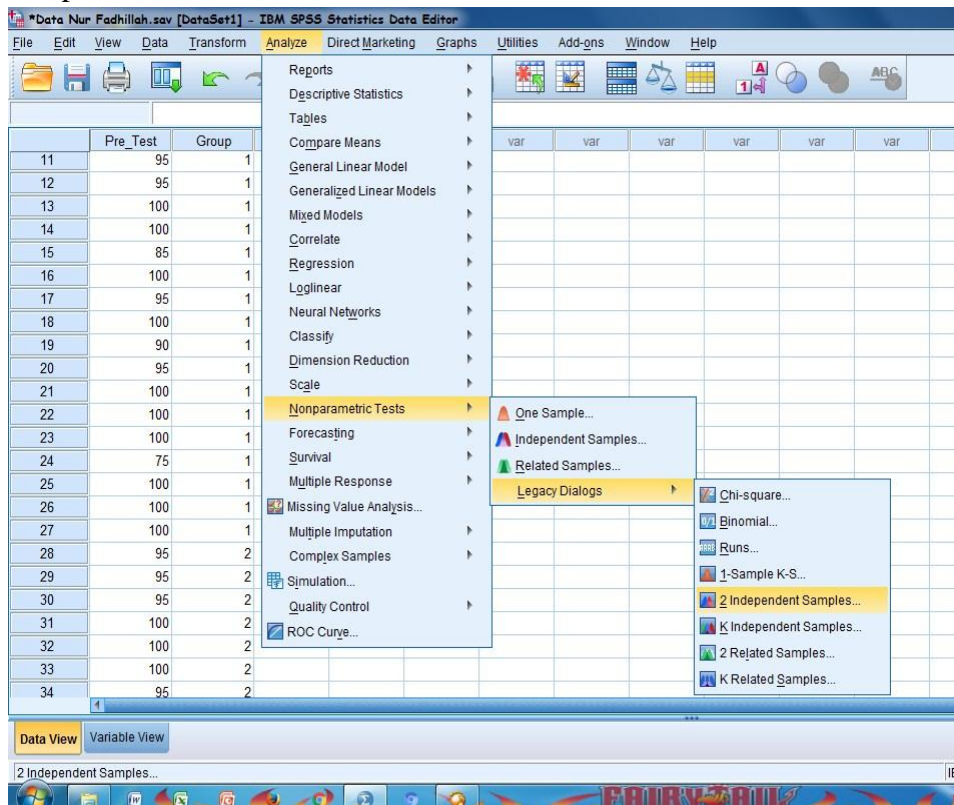 *Data Nur Fadhillah.sav [DataSet1] - IBM SPSS Statistics Data Editor
File Edit View Data Transform Analyze Direct Marketing Graphs Utilities Add-ons Window Help
Reports
Descriptive Statistics
Tables
Compare Means
General Linear Model
Generalized Linear Models
Mixed Models
Correlate
Regression
Loglinear
Neural Networks
Classify
Dimension Reduction
Scale
Nonparametric Tests
Forecasting
Survival
Multiple Response
Missing Value Analysis...
Multiple Imputation
Complex Samples
Simulation...
Quality Control
ROC Curve...
One Sample...
Independent Samples...
Related Samples...
Legacy Dialogs
Chi-square...
Binomial...
Runs...
1-Sample K-S...
2 Independent Samples...
K Independent Samples...
2 Related Samples...
K Related Samples...
Pre_Test Group var var var var var var
11 95 1
12 95 1
13 100 1
14 100 1
15 85 1
16 100 1
17 95 1
18 100 1
19 90 1
20 95 1
21 100 1
22 100 1
23 100 1
24 75 1
25 100 1
26 100 1
27 100 1
28 95 2
29 95 2
30 95 2
31 100 2
32 100 2
33 100 2
34 95 2
Data View Variable View
2 Independent Samples...
FAIRY TAIL